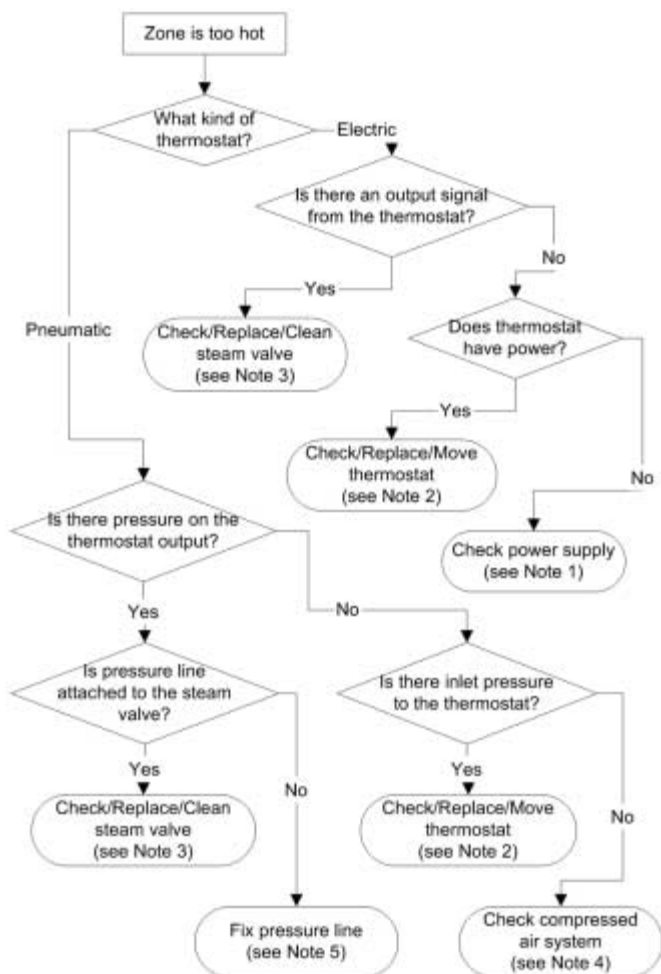 Zone is too hot
What kind of
thermostat?
Electric
Is there an output signal
from the thermostat?
No
Yes
Pneumatic
Check/Replace/Clean
steam valve
(see Note 3)
Does thermostat
have power?
Yes
Check/Replace/Move
thermostat
(see Note 2)
No
Is there pressure on the
thermostat output?
Check power supply
(see Note 1)
Yes
No
Is pressure line
attached to the steam
valve?
Is there inlet pressure
to the thermostat?
Yes
No
Yes
No
Check/Replace/Clean
steam valve
(see Note 3)
Check/Replace/Move
thermostat
(see Note 2)
Fix pressure line
(see Note 5)
Check compressed
air system
(see Note 4)